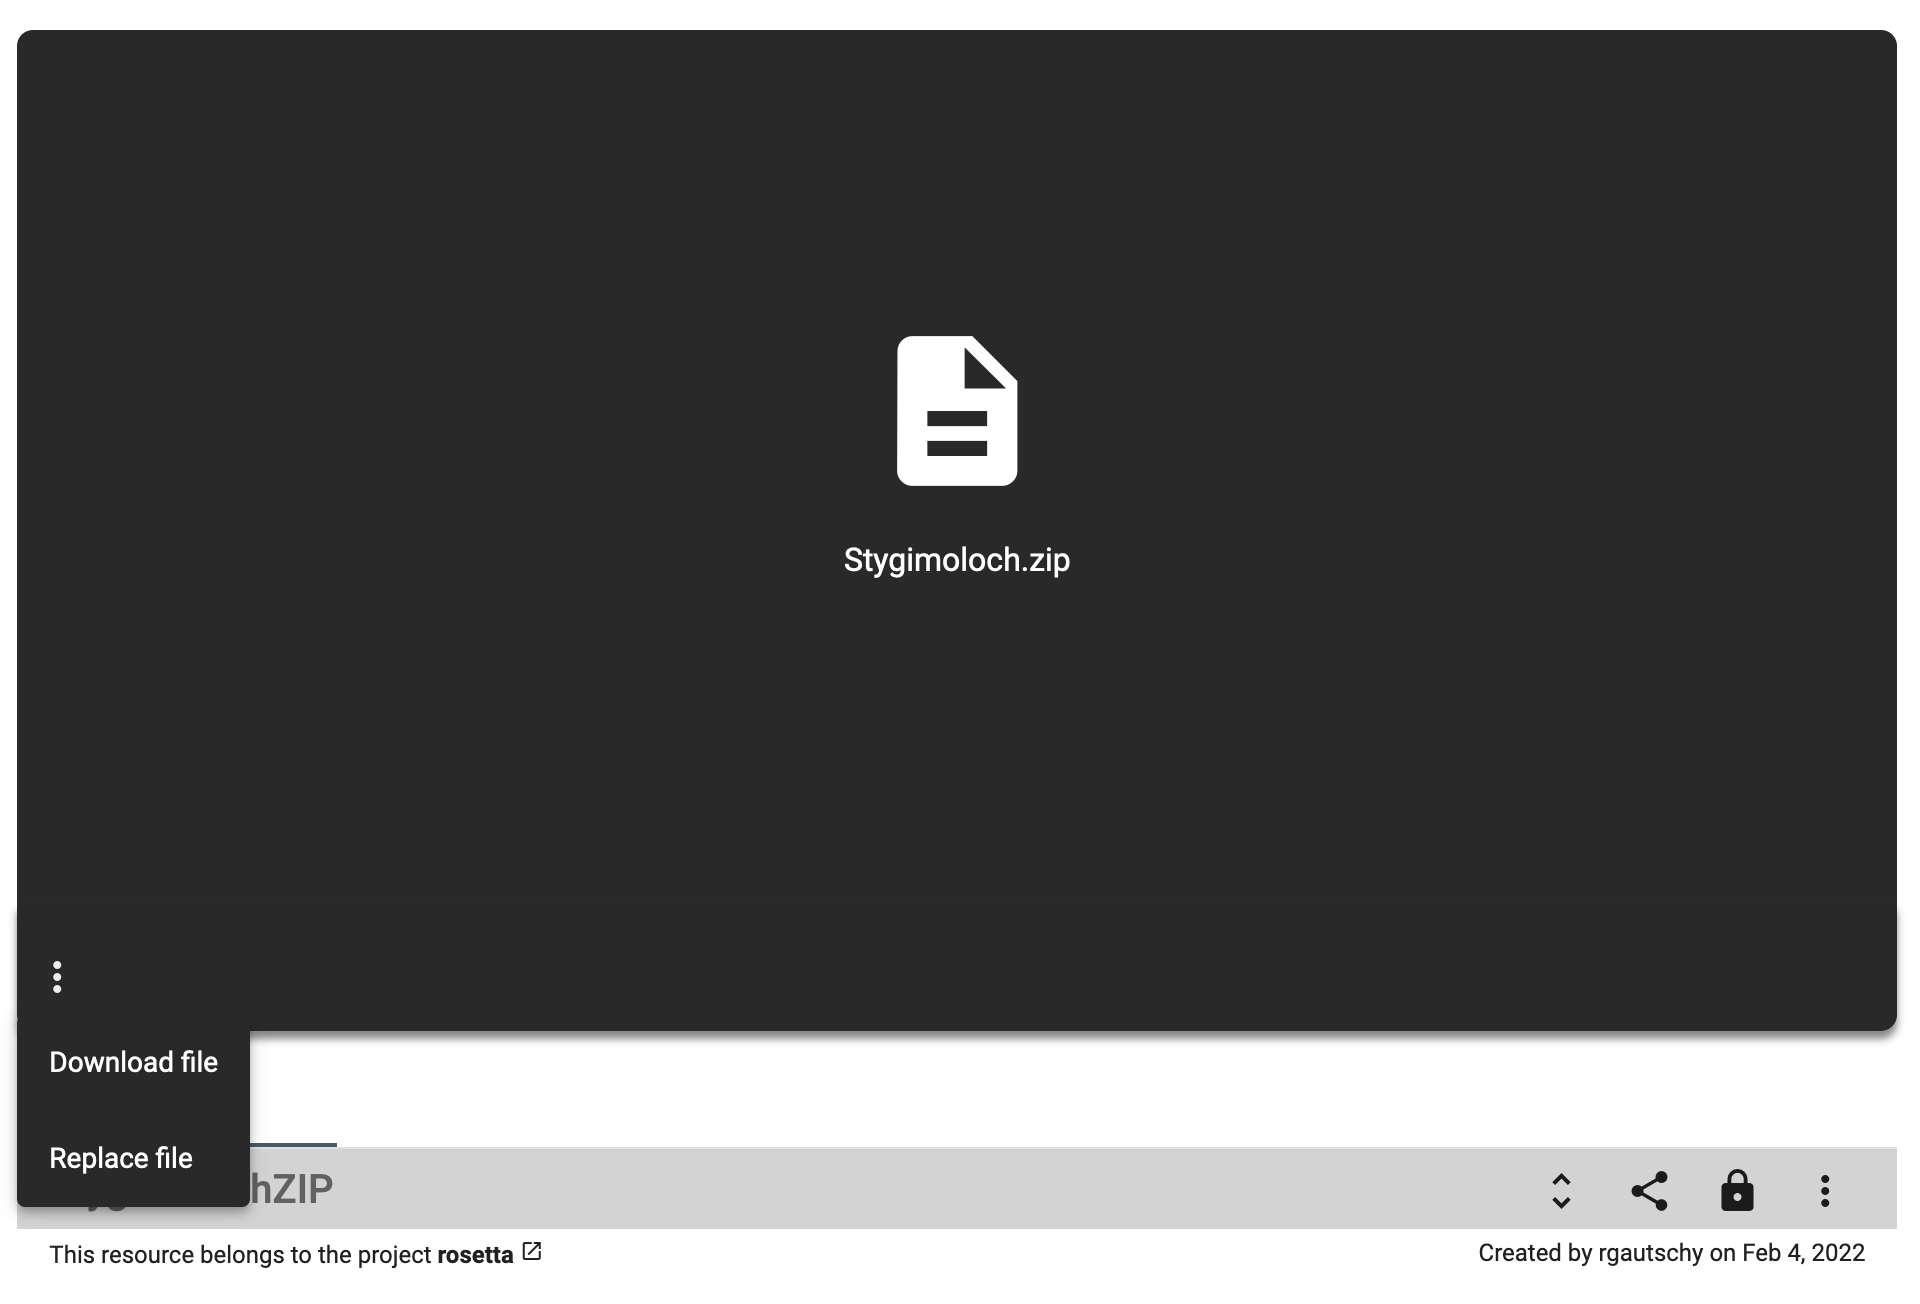 Stygimoloch.zip
Download file
Replace file
hZIP
This resource belongs to the project rosetta
Created by rgautschy on Feb 4, 2022